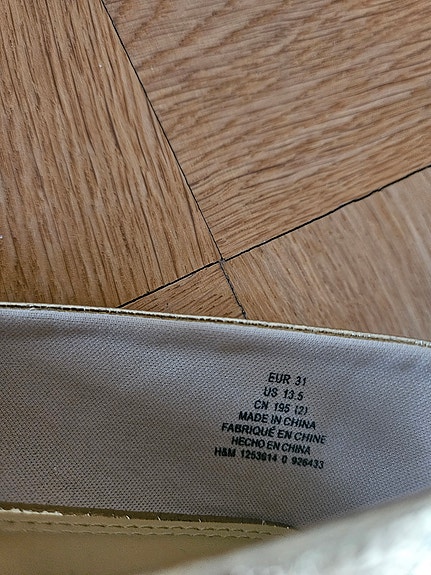 EUR 31
US 13.5
CN 195 (2)
MADE IN CHINA
FABRIQUÉ EN CHINE
HECHO EN CHINA
H&M 1253614 0 926433